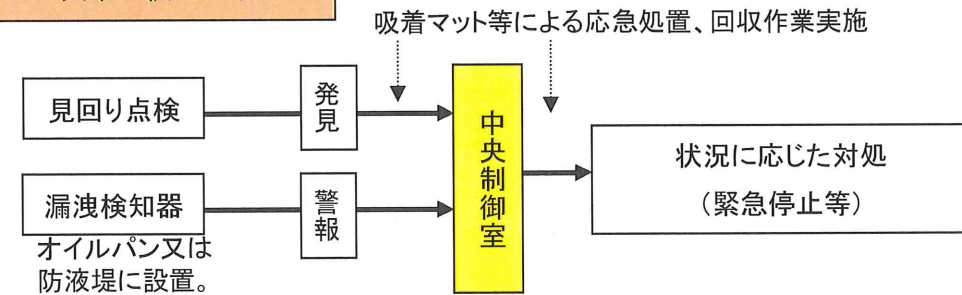 吸着マット等による応急処置、回収作業実施
見回り点検
発見
中央制御室
状況に応じた対処
(緊急停止等)
漏洩検知器
警報
オイルパン又は
防液堤に設置。